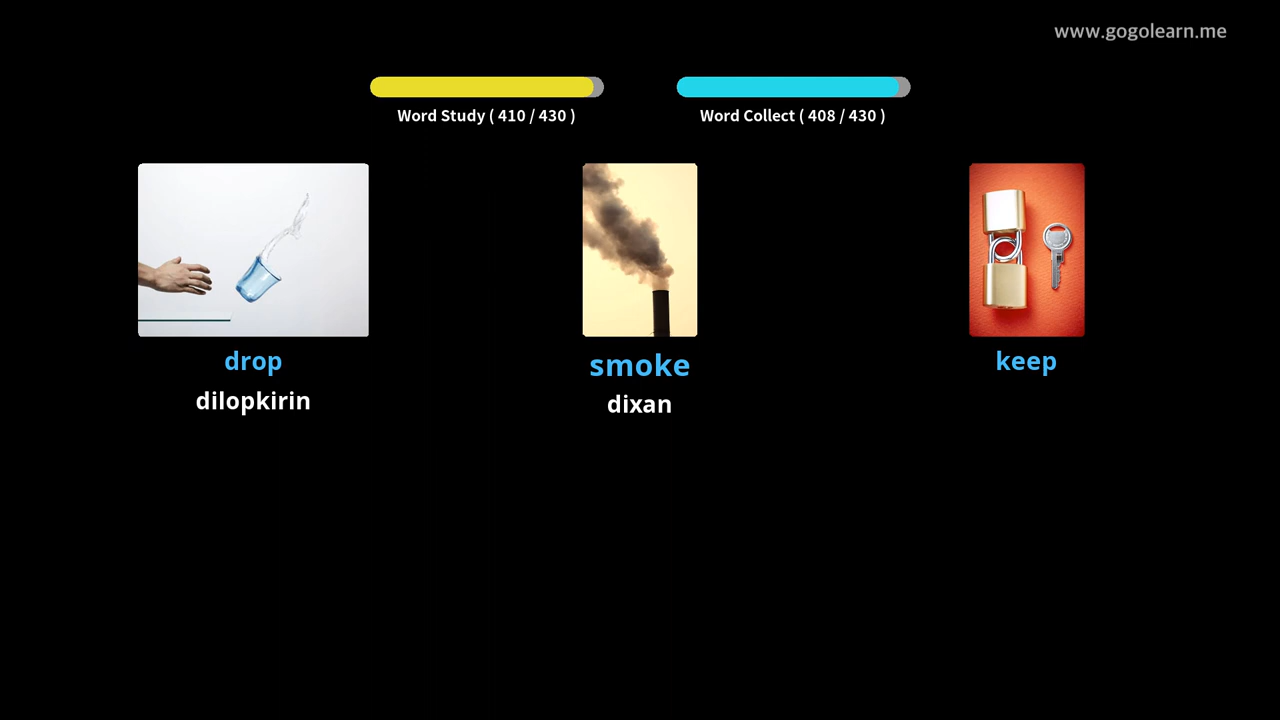 www.gogolearn.me
Word Study ( 410 / 430 )
Word Collect ( 408 / 430 )
drop
smoke
keep
dilopkirin
dixan